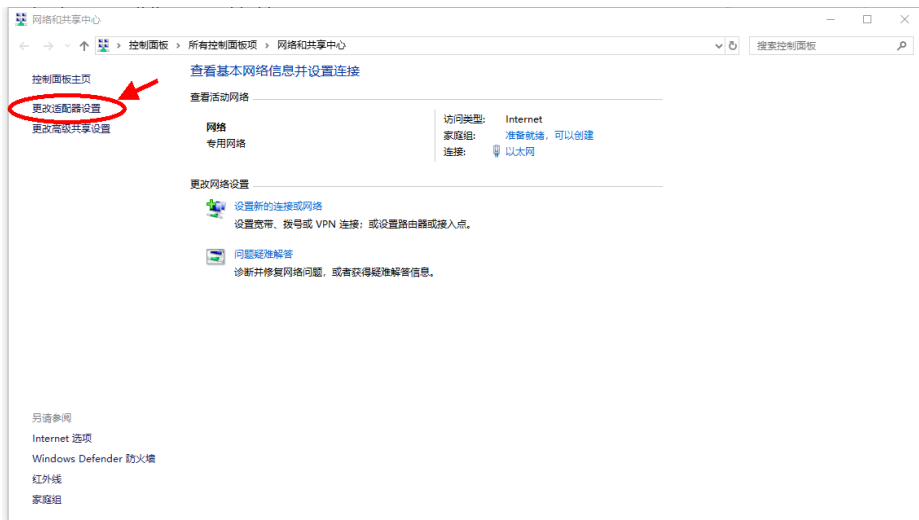 网络和共享中心
控制面板 › 所有控制面板项 › 网络和共享中心
搜索控制面板
控制面板主页
更改适配器设置
更改高级共享设置
查看基本网络信息并设置连接
查看活动网络
网络
专用网络
访问类型: Internet
家庭组: 准备就绪，可以创建
连接: 以太网
更改网络设置
设置新的连接或网络
设置宽带、拨号或 VPN 连接；或设置路由器或接入点。
问题疑难解答
诊断并修复网络问题，或者获得疑难解答信息。
另请参阅
Internet 选项
Windows Defender 防火墙
红外线
家庭组